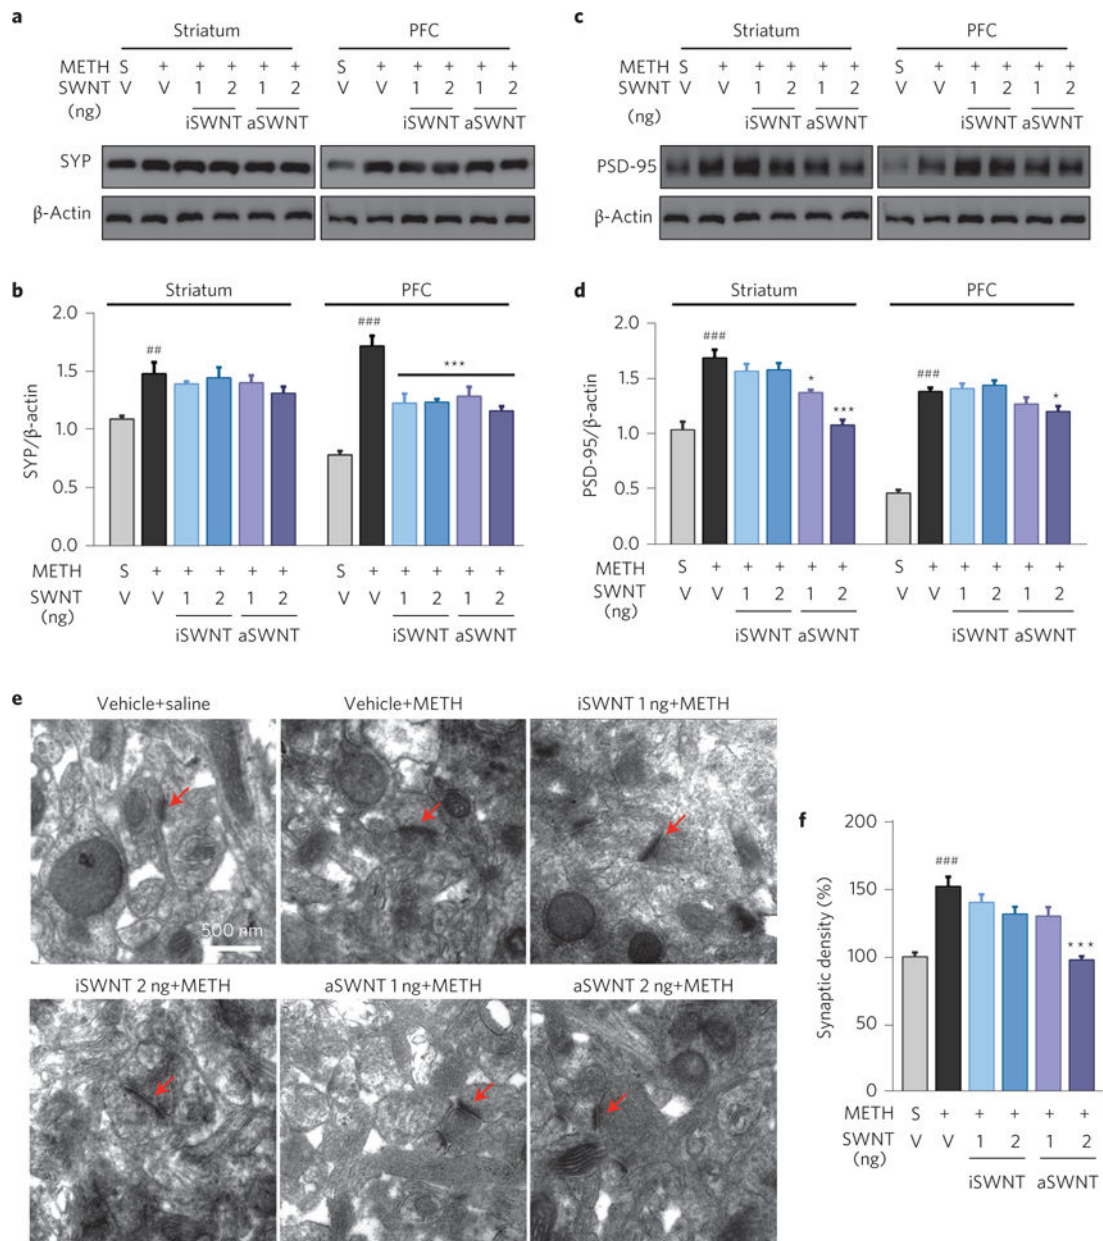 a
Striatum PFC
METH S + + + + + S + + + + +
SWNT V V 1 2 1 2 V V 1 2 1 2
(ng)
iSWNT aSWNT iSWNT aSWNT
SYP
β-Actin
c
Striatum PFC
METH S + + + + + S + + + + +
SWNT V V 1 2 1 2 V V 1 2 1 2
(ng)
iSWNT aSWNT iSWNT aSWNT
PSD-95
β-Actin
b
Striatum PFC
SYP/β-actin
2.0
1.5
1.0
0.5
0.0
## ### ***
METH S + + + + + S + + + + +
SWNT V V 1 2 1 2 V V 1 2 1 2
(ng)
iSWNT aSWNT iSWNT aSWNT
d
Striatum PFC
PSD-95/β-actin
2.0
1.5
1.0
0.5
0.0
### * *** ### *
METH S + + + + + S + + + + +
SWNT V V 1 2 1 2 V V 1 2 1 2
(ng)
iSWNT aSWNT iSWNT aSWNT
e
Vehicle+saline Vehicle+METH iSWNT 1 ng+METH
500 nm
iSWNT 2 ng+METH aSWNT 1 ng+METH aSWNT 2 ng+METH
f
Synaptic density (%)
200
150
100
50
0
### ***
METH S + + + + +
SWNT V V 1 2 1 2
(ng)
iSWNT aSWNT